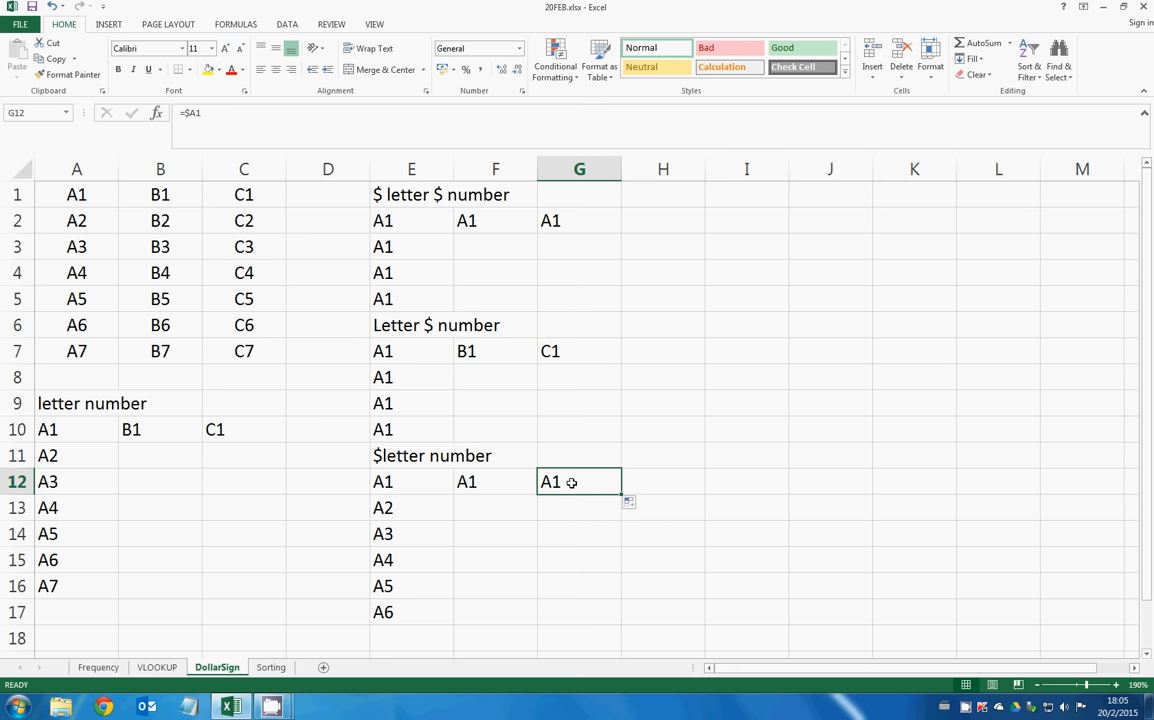 20FEB.xlsx - Excel
Sign in
FILE HOME INSERT PAGE LAYOUT FORMULAS DATA REVIEW VIEW
Paste
Cut
Copy
Format Painter
Clipboard
Calibri 11
B I U
Font
Wrap Text
Merge & Center
Alignment
General
Number
Conditional Formatting
Format as Table
Normal Bad Good
Neutral Calculation Check Cell
Styles
Insert Delete Format
Cells
AutoSum
Fill
Clear
Sort & Filter
Find & Select
Editing
G12 fx =$A1
A B C D E F G H I J K L M
1 A1 B1 C1 $ letter $ number
2 A2 B2 C2 A1 A1 A1
3 A3 B3 C3 A1
4 A4 B4 C4 A1
5 A5 B5 C5 A1
6 A6 B6 C6 Letter $ number
7 A7 B7 C7 A1 B1 C1
8 A1
9 letter number A1
10 A1 B1 C1 A1
11 A2 $letter number
12 A3 A1 A1 A1
13 A4 A2
14 A5 A3
15 A6 A4
16 A7 A5
17 A6
18
Frequency VLOOKUP DollarSign Sorting
READY 190%
18:05
20/2/2015